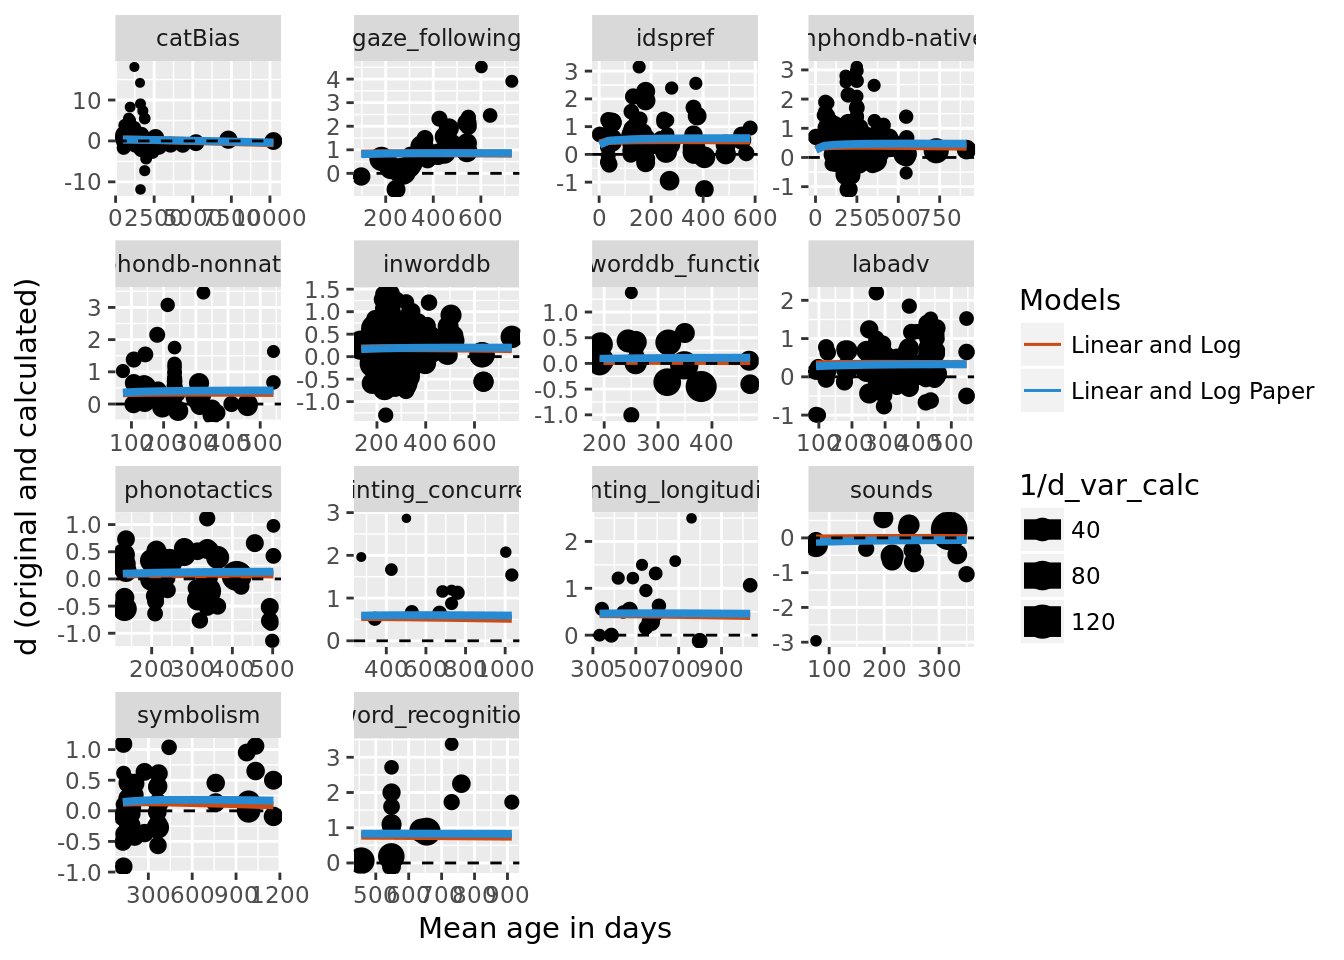 catBias
gaze_following
idspref
nphondb-native
10
0
-10
0 2500 5000 7500 10000
4
3
2
1
0
200 400 600
3
2
1
0
-1
0 200 400 600
3
2
1
0
-1
0 250 500 750
hondb-nonnat
inworddb
worddb_functio
labadv
3
2
1
0
100 200 300 400 500
1.5
1.0
0.5
0.0
-0.5
-1.0
200 400 600
1.0
0.5
0.0
-0.5
-1.0
200 300 400
2
1
0
-1
100 200 300 400 500
phonotactics
inting_concurre
nting_longitudi
sounds
1.0
0.5
0.0
-0.5
-1.0
200 300 400 500
3
2
1
0
400 600 800 1000
2
1
0
300 500 700 900
0
-1
-2
-3
100 200 300
symbolism
word_recognitio
1.0
0.5
0.0
-0.5
-1.0
300 600 900 1200
3
2
1
0
500 600 700 800 900
Mean age in days
d (original and calculated)
Models
Linear and Log
Linear and Log Paper
1/d_var_calc
40
80
120